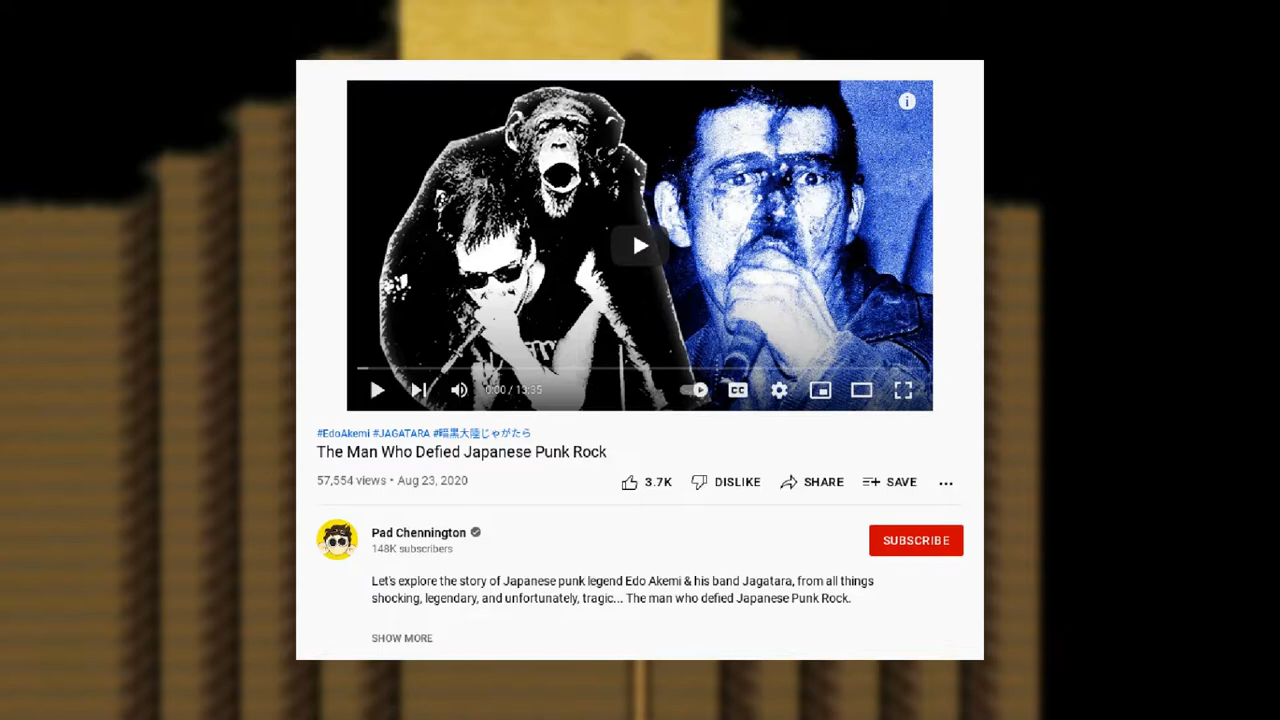 0:00 / 13:35
CC
#EdoAkemi #JAGATARA #暗黒大陸じゃがたら
The Man Who Defied Japanese Punk Rock
57,554 views • Aug 23, 2020
3.7K DISLIKE SHARE SAVE
Pad Chennington
148K subscribers
SUBSCRIBE
Let's explore the story of Japanese punk legend Edo Akemi & his band Jagatara, from all things
shocking, legendary, and unfortunately, tragic... The man who defied Japanese Punk Rock.
SHOW MORE